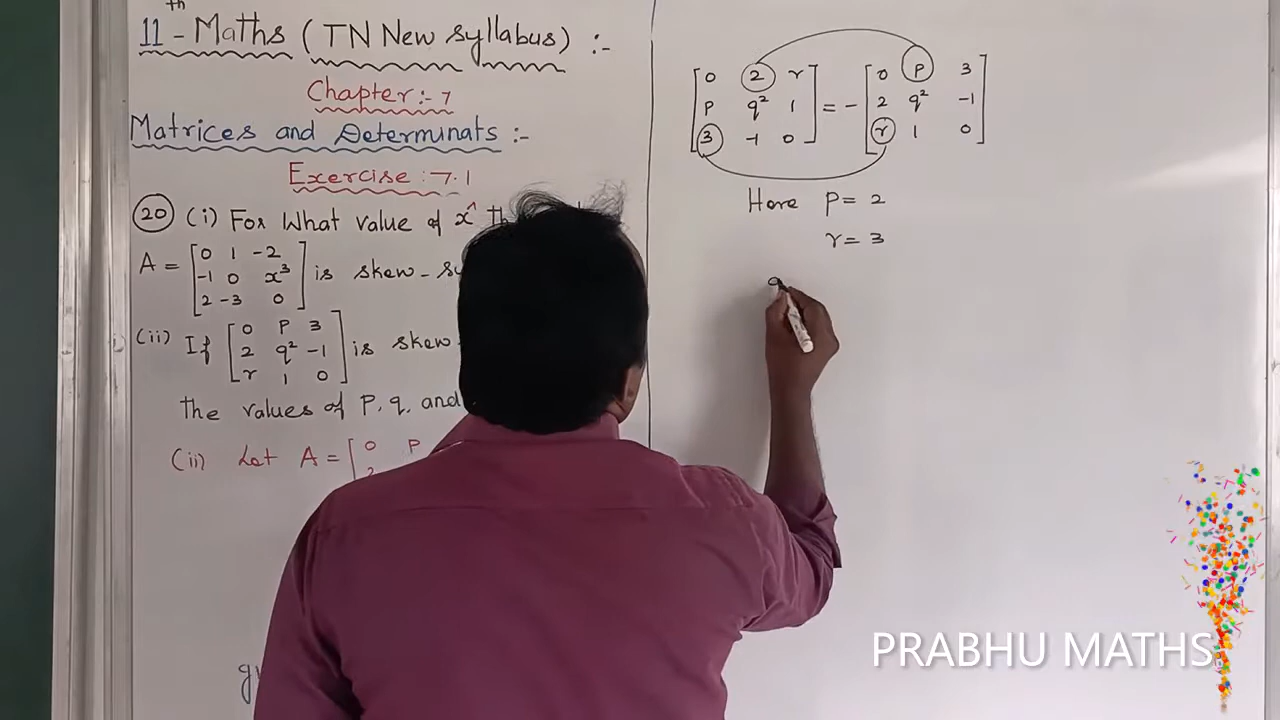 11th - Maths (TN New Syllabus) :-
Chapter :- 7
Matrices and Determinats :-
Exercise : 7.1
20 (i) For What value of x
A = [0 1 -2
-1 0 x³
2 -3 0] is skew-
(ii) If [0 P 3
2 q² -1
r 1 0] is skew
the values of P, q, and
(ii) Let A = [0 P
[0 2 r
P q² 1
3 -1 0] = - [0 P 3
2 q² -1
r 1 0]
Here P = 2
r = 3
PRABHU MATHS